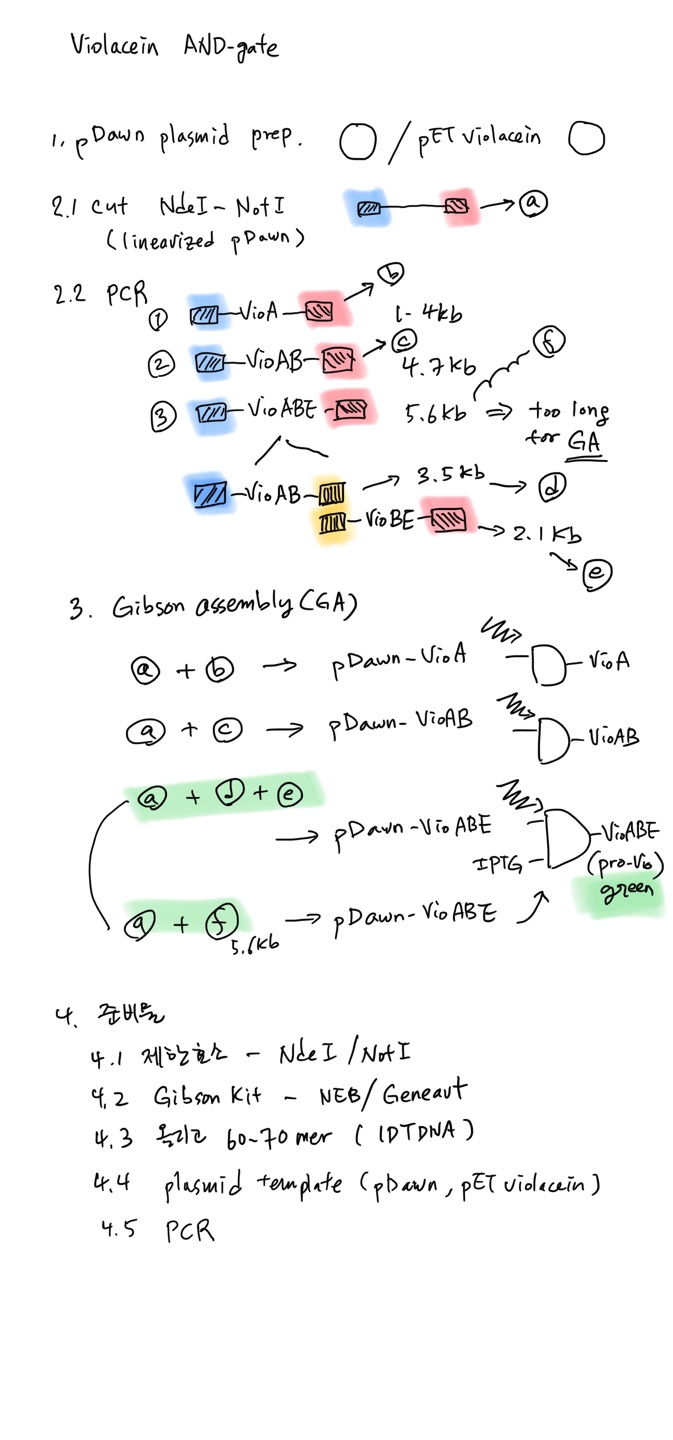 Violacein AND-gate
1. pDawn plasmid prep. / pET violacein
2.1 cut NdeI - NotI
(linearized pDawn)
ⓐ
2.2 PCR
① VioA ⓑ
1.4kb
② VioAB ⓒ
4.7kb
③ VioABE 5.6kb ⇒ too long
for GA
ⓕ
VioAB → 3.5kb → ⓓ
VioBE → 2.1kb
ⓔ
3. Gibson assembly (GA)
ⓐ + ⓑ → pDawn-VioA VioA
ⓐ + ⓒ → pDawn-VioAB VioAB
ⓐ + ⓓ + ⓔ
→ pDawn-VioABE VioABE
IPTG (pro-Vio)
green
ⓐ + ⓕ 5.6kb → pDawn-VioABE
4. 준비물
4.1 제한효소 - NdeI / NotI
4.2 Gibson Kit - NEB/Geneart
4.3 올리고 60-70 mer (IDTDNA)
4.4 plasmid template (pDawn, pET violacein)
4.5 PCR